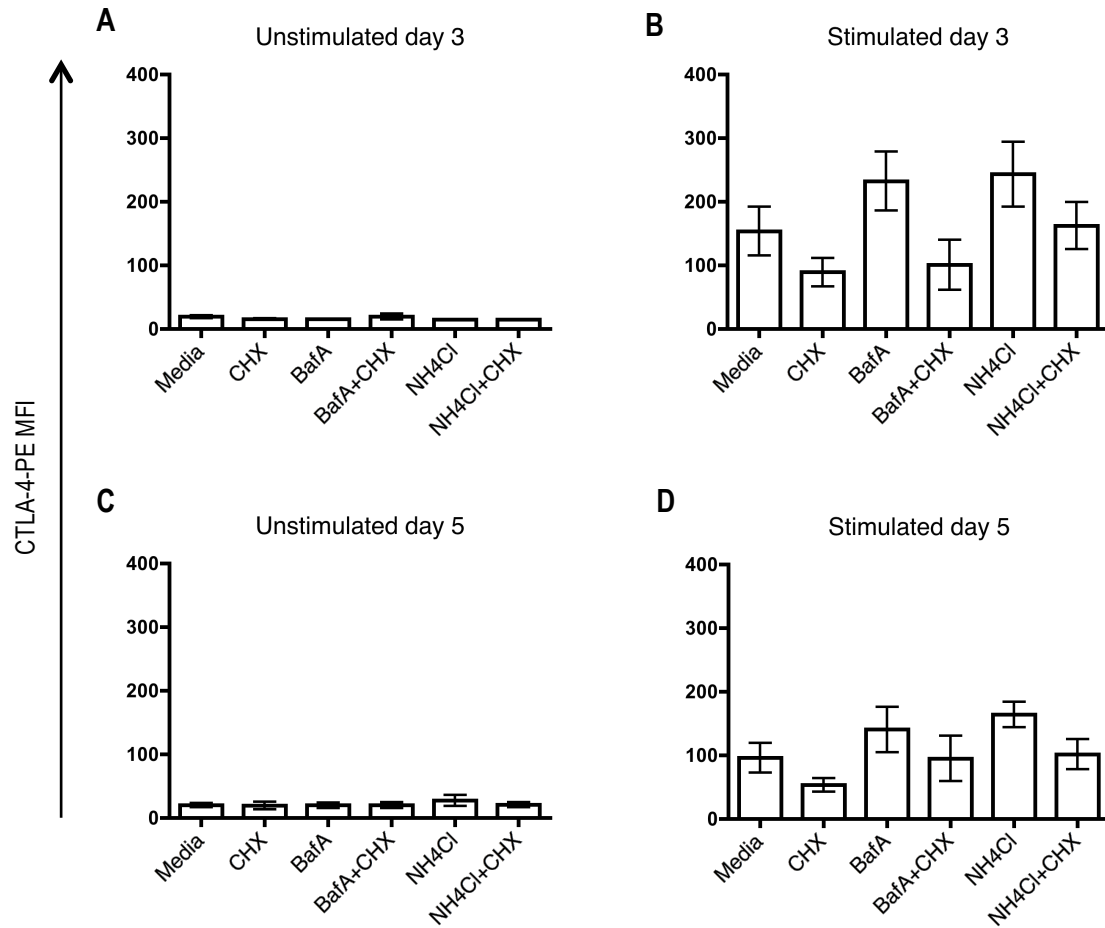 A
Unstimulated day 3
400
300
200
100
0
Media
CHX
BafA
BafA+CHX
NH4Cl
NH4Cl+CHX
B
Stimulated day 3
400
300
200
100
0
Media
CHX
BafA
BafA+CHX
NH4Cl
NH4Cl+CHX
CTLA-4-PE MFI
C
Unstimulated day 5
400
300
200
100
0
Media
CHX
BafA
BafA+CHX
NH4Cl
NH4Cl+CHX
D
Stimulated day 5
400
300
200
100
0
Media
CHX
BafA
BafA+CHX
NH4Cl
NH4Cl+CHX